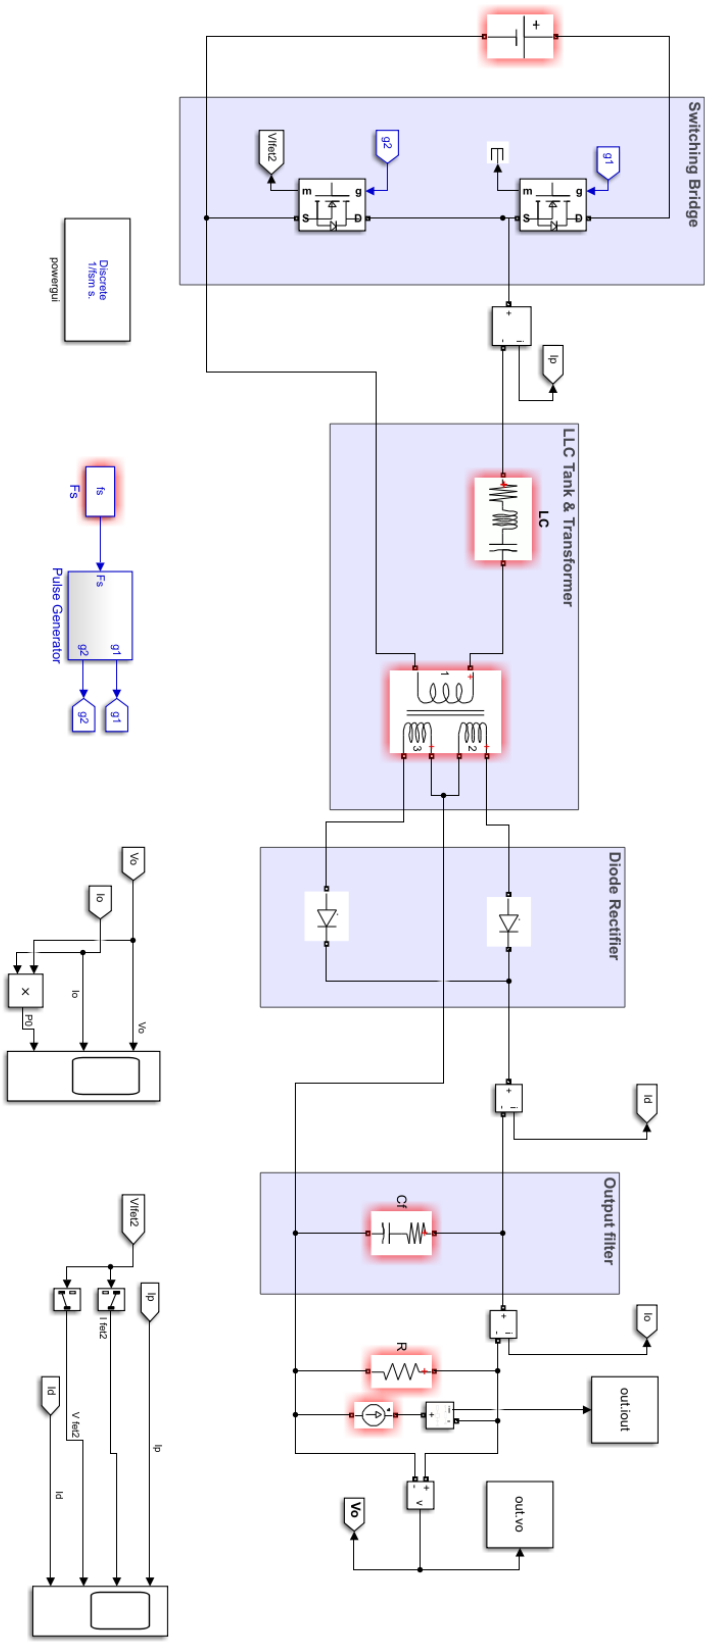 Switching Bridge
+
g1
g
m
D
S
g2
g
m
D
S
VIfet2
+
-
i
Ip
LLC Tank & Transformer
LC
+
1
+
2
+
3
+
Diode Rectifier
+
-
i
Id
Output filter
Cf
+
+
-
i
Io
R
+
+
out.iout
+
-
v
Vo
out.vo
Discrete
1/fsm s.
powergui
fs
Fs
Fs
g1
g2
Pulse Generator
g1
g2
Vo
Io
×
P0
Io
Vo
VIfet2
Ip
I fet2
V fet2
Id
Ip
Id